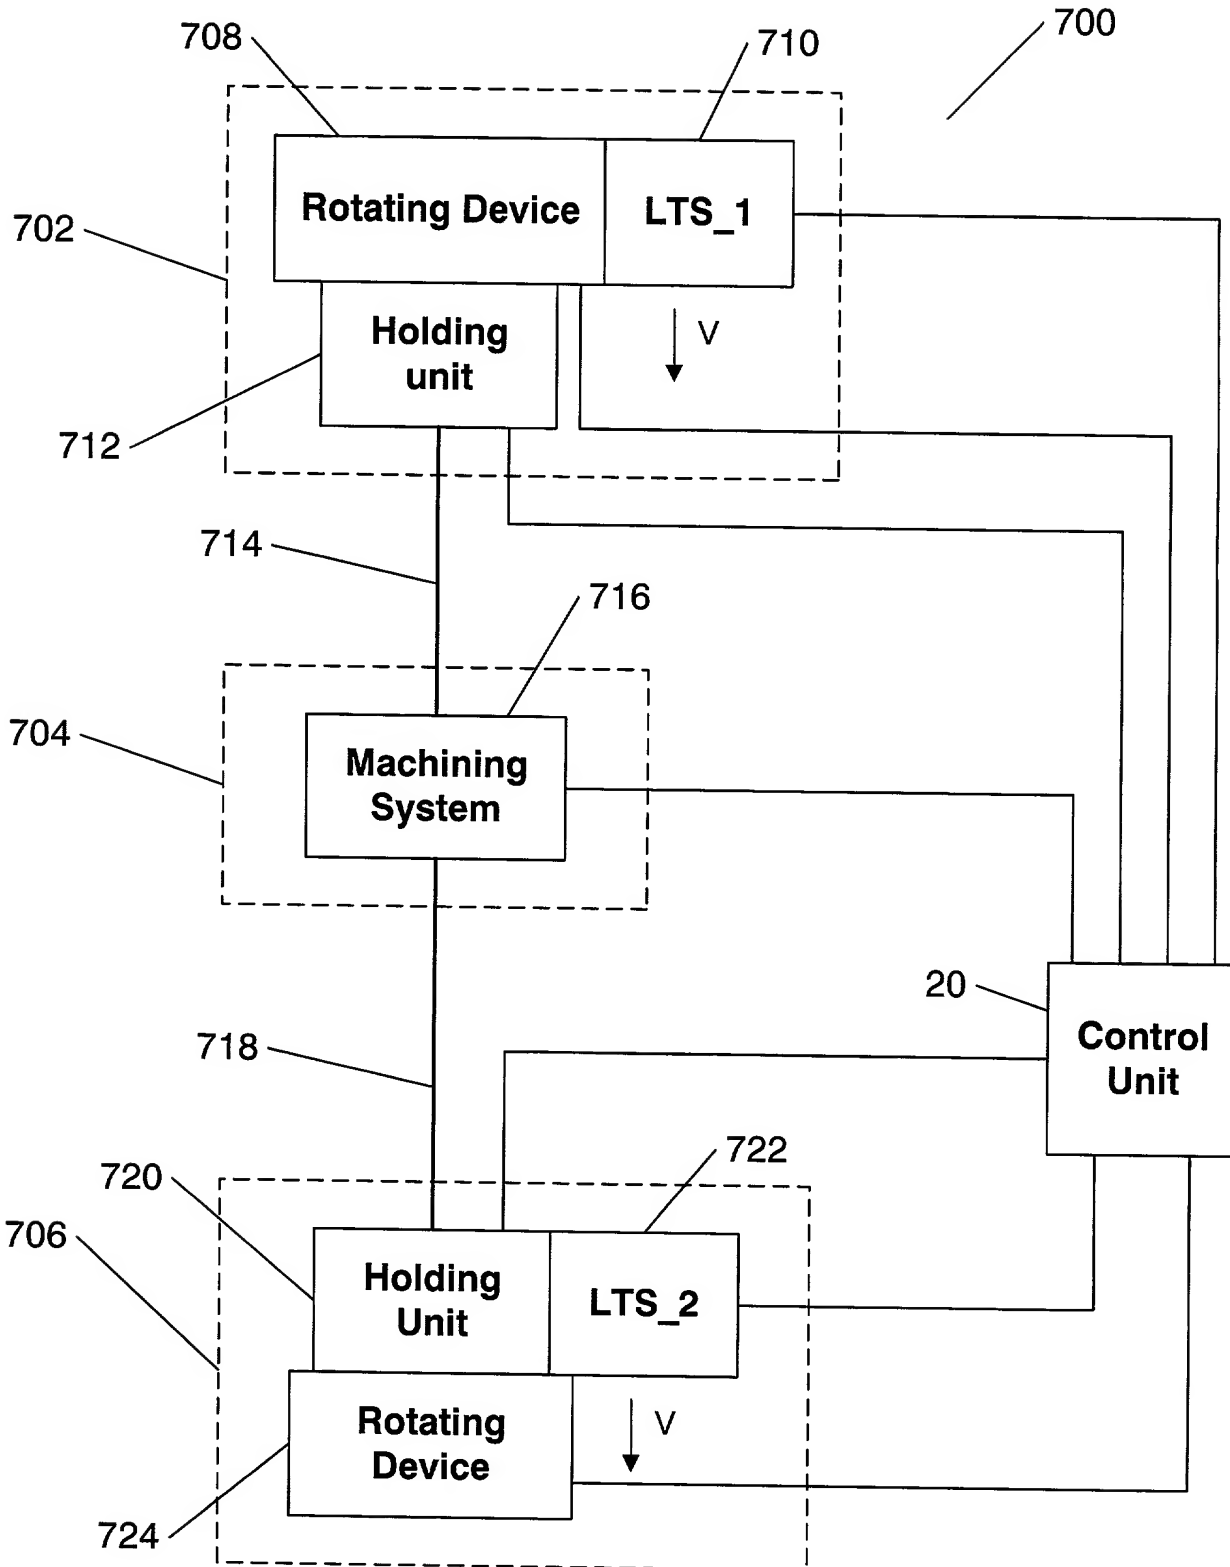 700
708
710
Rotating Device
LTS_1
702
V
Holding
unit
712
714
716
704
Machining
System
20
Control
Unit
718
722
720
706
Holding
Unit
LTS_2
V
Rotating
Device
724